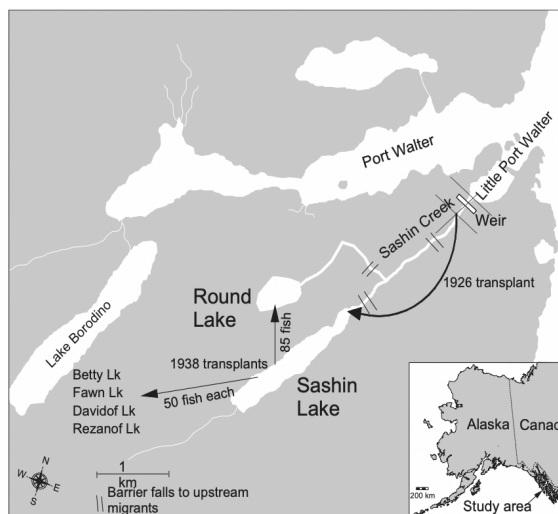 Port Walter
Little Port Walter
Sashin Creek
Weir
1926 transplant
Round
Lake
85 fish
Lake Borodino
1938 transplants
50 fish each
Betty Lk
Fawn Lk
Davidof Lk
Rezanof Lk
Sashin
Lake
N
W
E
S
1
km
Barrier falls to upstream
migrants
Alaska
Canad
200 km
Study area